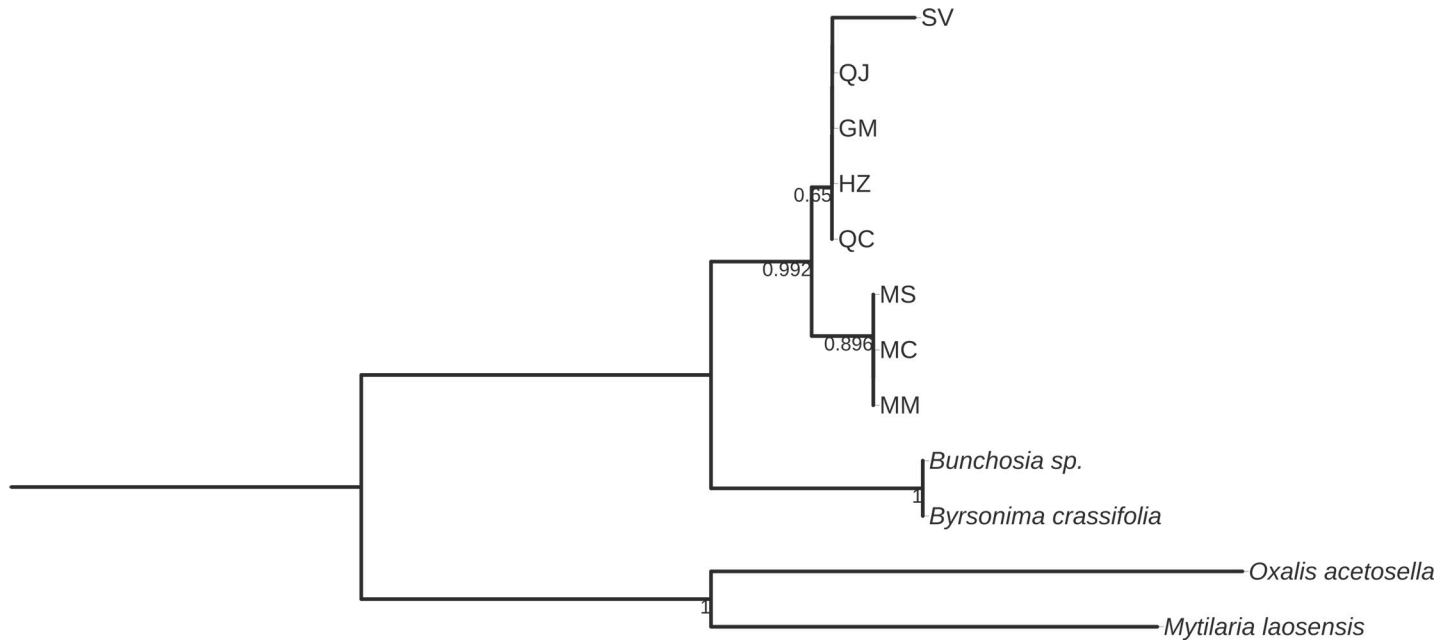 SV
QJ
GM
HZ
0.65
QC
0.992
MS
0.896
MC
MM
Bunchosia sp.
1
Byrsonima crassifolia
Oxalis acetosella
1
Mytilaria laosensis